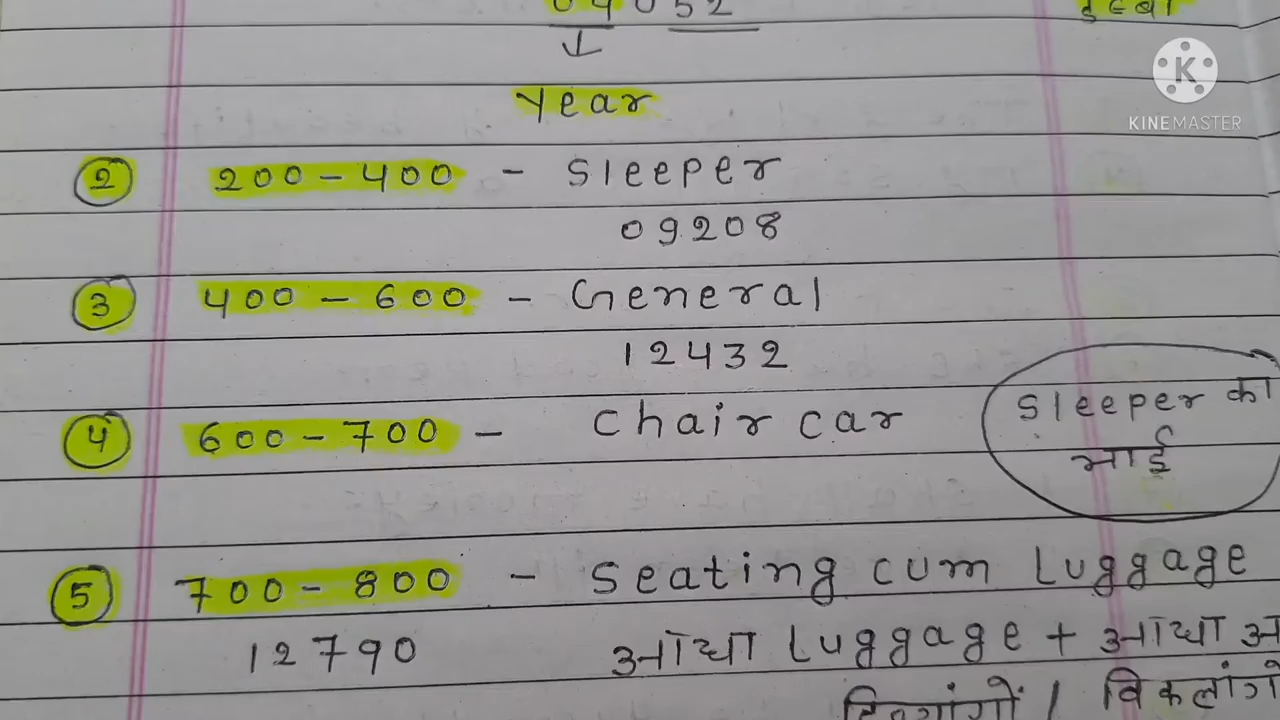 04052 डिब्बा
Year
② 200-400 - Sleeper
09208
③ 400-600 - General
12432
④ 600-700 - Chair car
Sleeper का
भाई
⑤ 700-800 - Seating cum Luggage
12790 आधा Luggage + आधा
/ विकलांगो
KINEMASTER